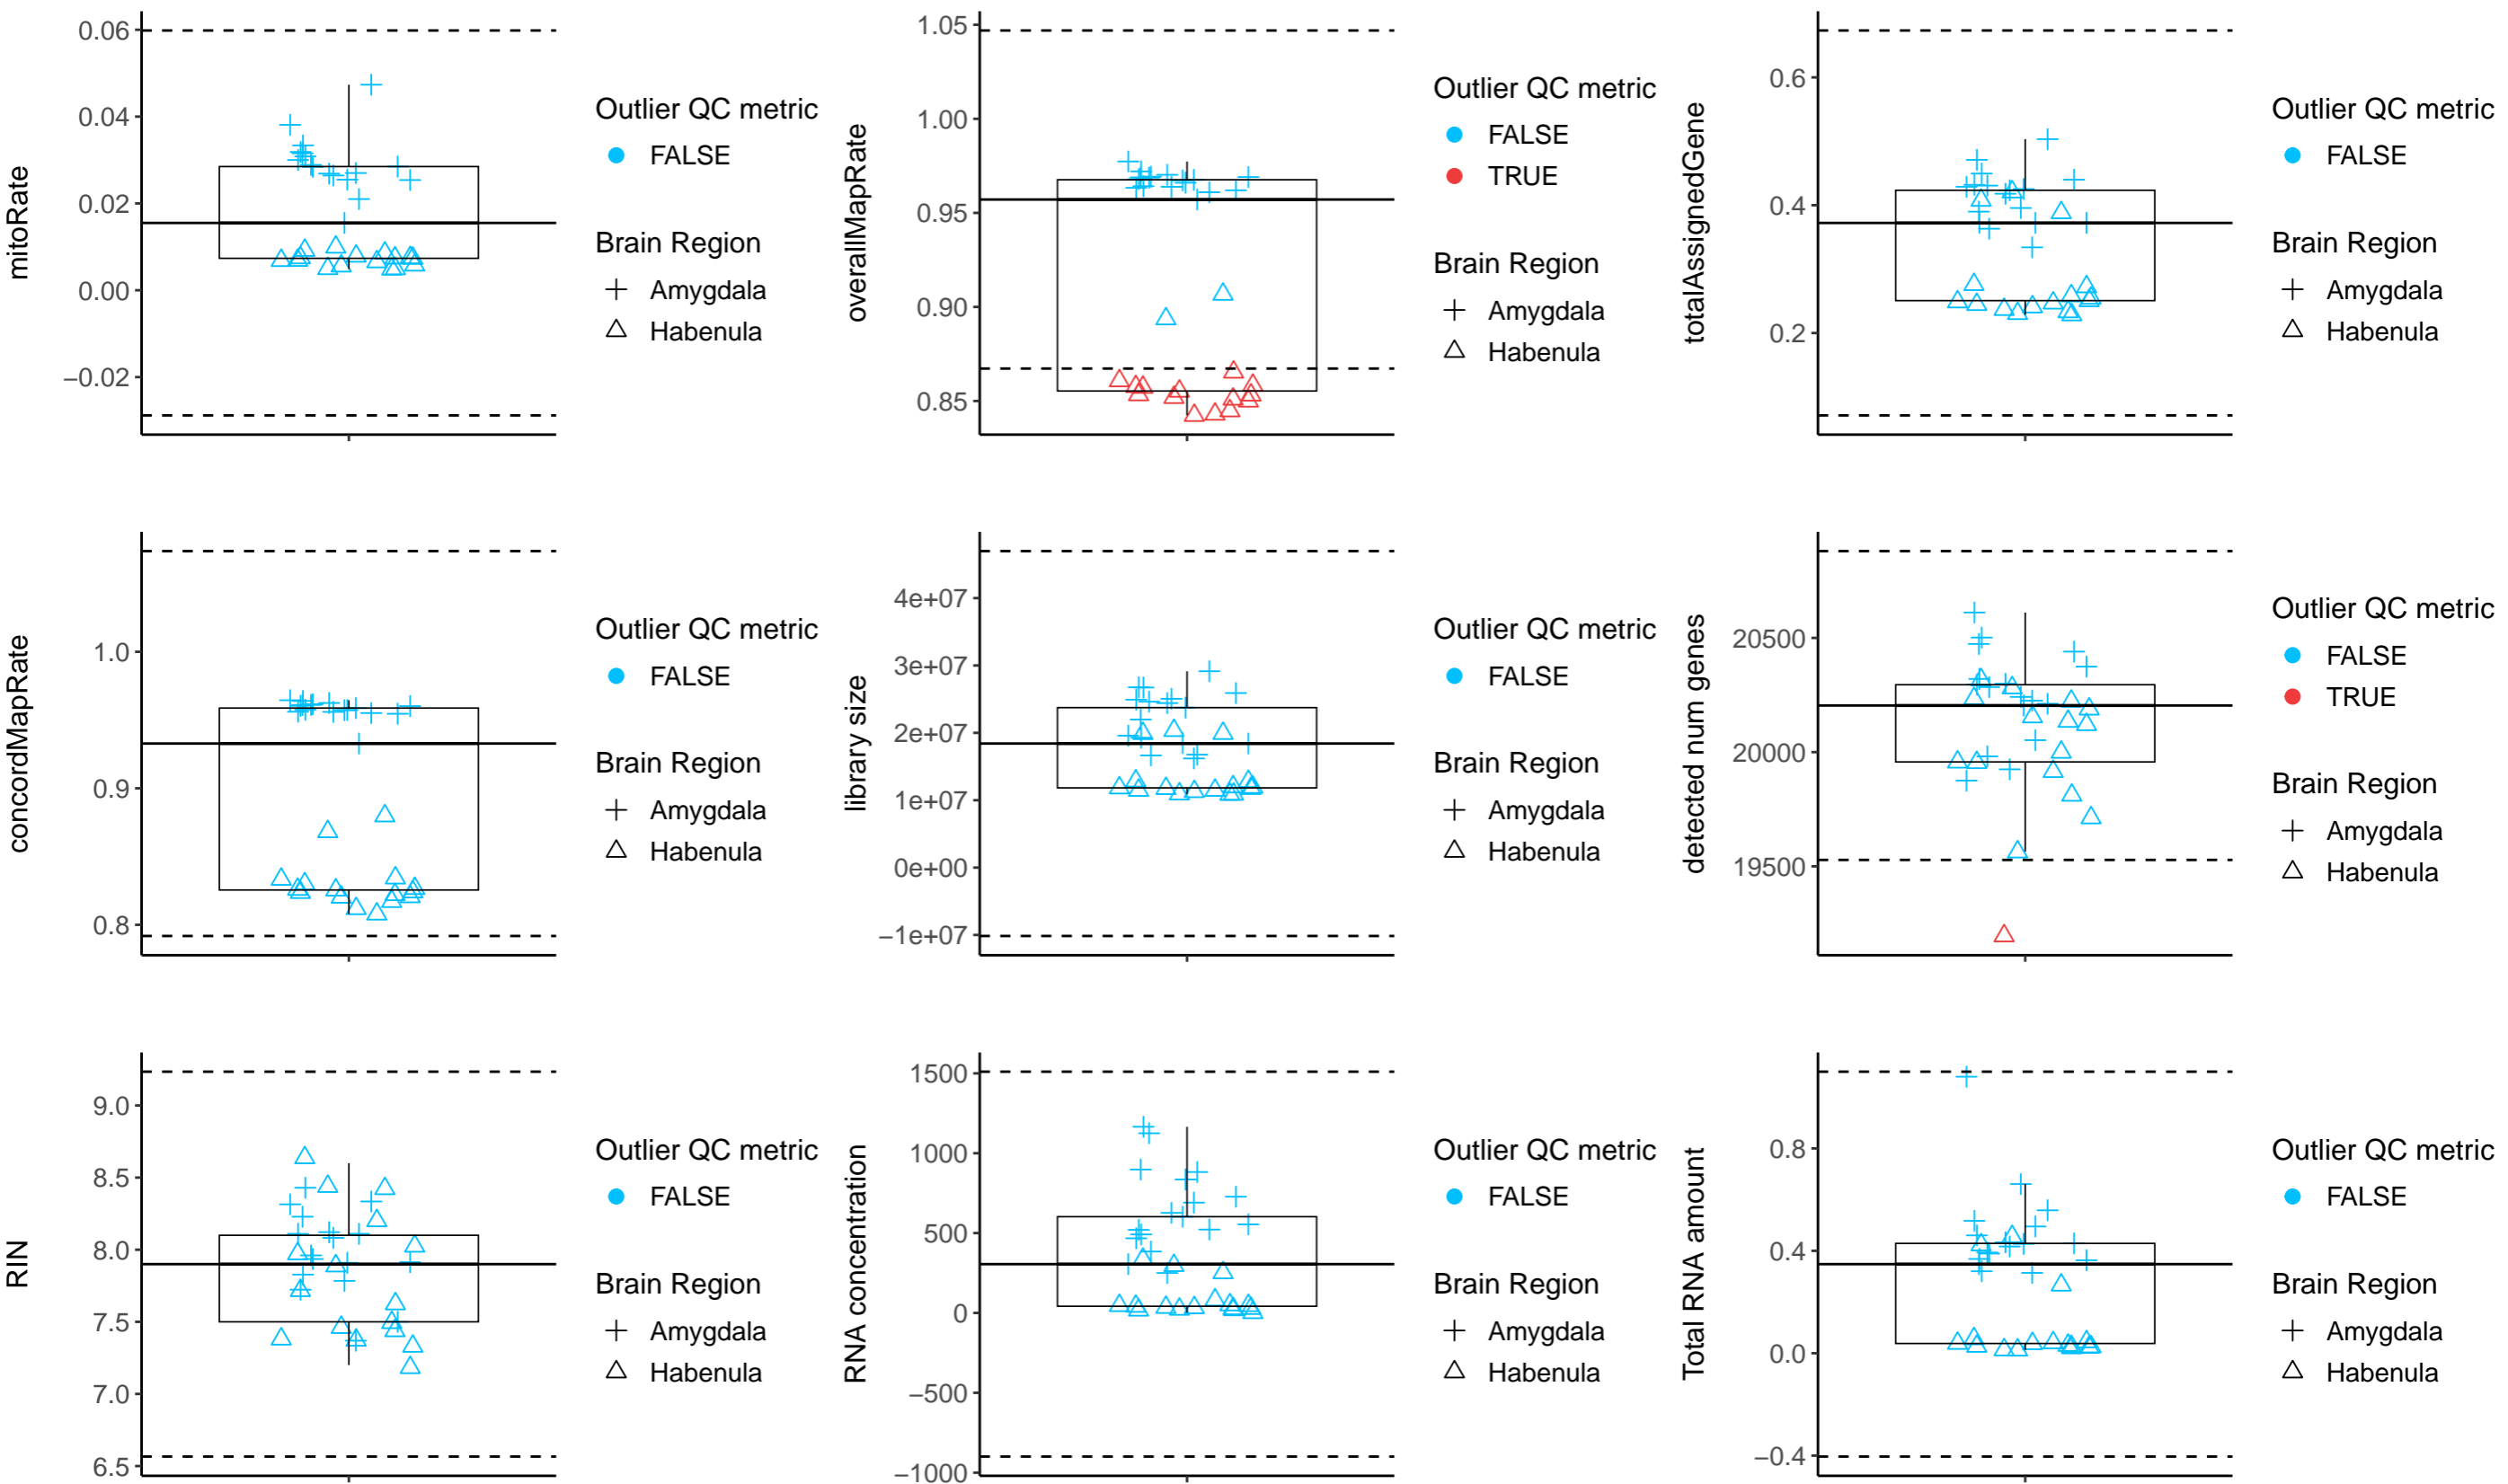 mitoRate
0.06
0.04
0.02
0.00
−0.02
Outlier QC metric
FALSE
Brain Region
Amygdala
Habenula
overallMapRate
1.05
1.00
0.95
0.90
0.85
Outlier QC metric
FALSE
TRUE
Brain Region
Amygdala
Habenula
totalAssignedGene
0.6
0.4
0.2
Outlier QC metric
FALSE
Brain Region
Amygdala
Habenula
concordMapRate
1.0
0.9
0.8
Outlier QC metric
FALSE
Brain Region
Amygdala
Habenula
library size
4e+07
3e+07
2e+07
1e+07
0e+00
−1e+07
Outlier QC metric
FALSE
Brain Region
Amygdala
Habenula
detected num genes
20500
20000
19500
Outlier QC metric
FALSE
TRUE
Brain Region
Amygdala
Habenula
RIN
9.0
8.5
8.0
7.5
7.0
6.5
Outlier QC metric
FALSE
Brain Region
Amygdala
Habenula
RNA concentration
1500
1000
500
0
−500
−1000
Outlier QC metric
FALSE
Brain Region
Amygdala
Habenula
Total RNA amount
0.8
0.4
0.0
−0.4
Outlier QC metric
FALSE
Brain Region
Amygdala
Habenula